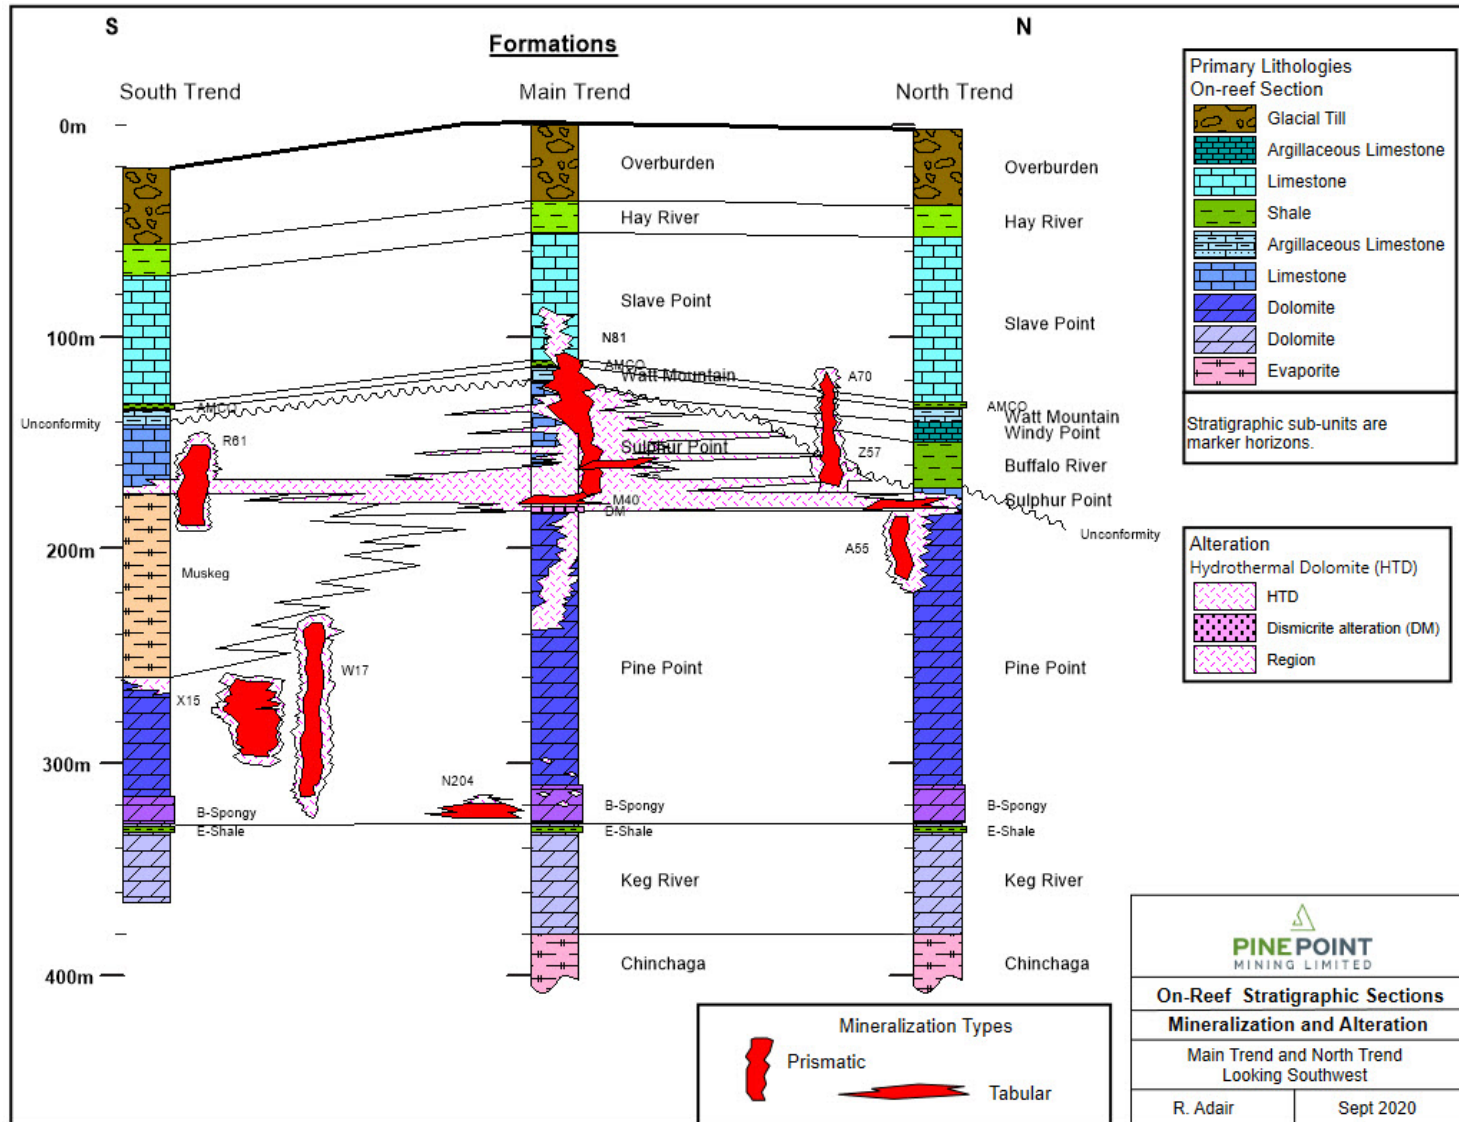 S
N
Formations
South Trend
Main Trend
North Trend
0m
100m
200m
300m
400m
Unconformity
AMCO
R61
Muskeg
X15
W17
N204
B-Spongy
E-Shale
Overburden
Hay River
Slave Point
N81
AMCO
Watt Mountain
Sulphur Point
M40
DM
Pine Point
B-Spongy
E-Shale
Keg River
Chinchaga
A70
Z57
A55
Overburden
Hay River
Slave Point
AMCO
Watt Mountain
Windy Point
Buffalo River
Sulphur Point
Unconformity
Pine Point
B-Spongy
E-Shale
Keg River
Chinchaga
Primary Lithologies
On-reef Section
Glacial Till
Argillaceous Limestone
Limestone
Shale
Argillaceous Limestone
Limestone
Dolomite
Dolomite
Evaporite
Stratigraphic sub-units are
marker horizons.
Alteration
Hydrothermal Dolomite (HTD)
HTD
Dismicrite alteration (DM)
Region
Mineralization Types
Prismatic
Tabular
PINE POINT
MINING LIMITED
On-Reef Stratigraphic Sections
Mineralization and Alteration
Main Trend and North Trend
Looking Southwest
R. Adair
Sept 2020